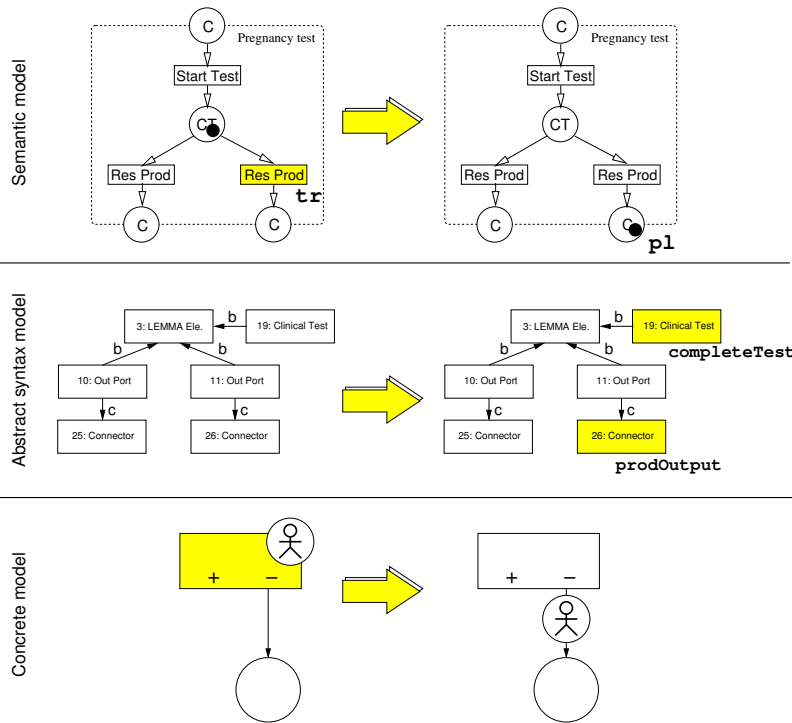 Semantic model
C
Pregnancy test
Start Test
CT
Res Prod
Res Prod
tr
C
C
C
Pregnancy test
Start Test
CT
Res Prod
Res Prod
C
C
pl
Abstract syntax model
3: LEMMA Ele.
b
19: Clinical Test
b
b
10: Out Port
11: Out Port
c
c
25: Connector
26: Connector
3: LEMMA Ele.
b
19: Clinical Test
completeTest
b
b
10: Out Port
11: Out Port
c
c
25: Connector
26: Connector
prodOutput
Concrete model
+ −
+ −